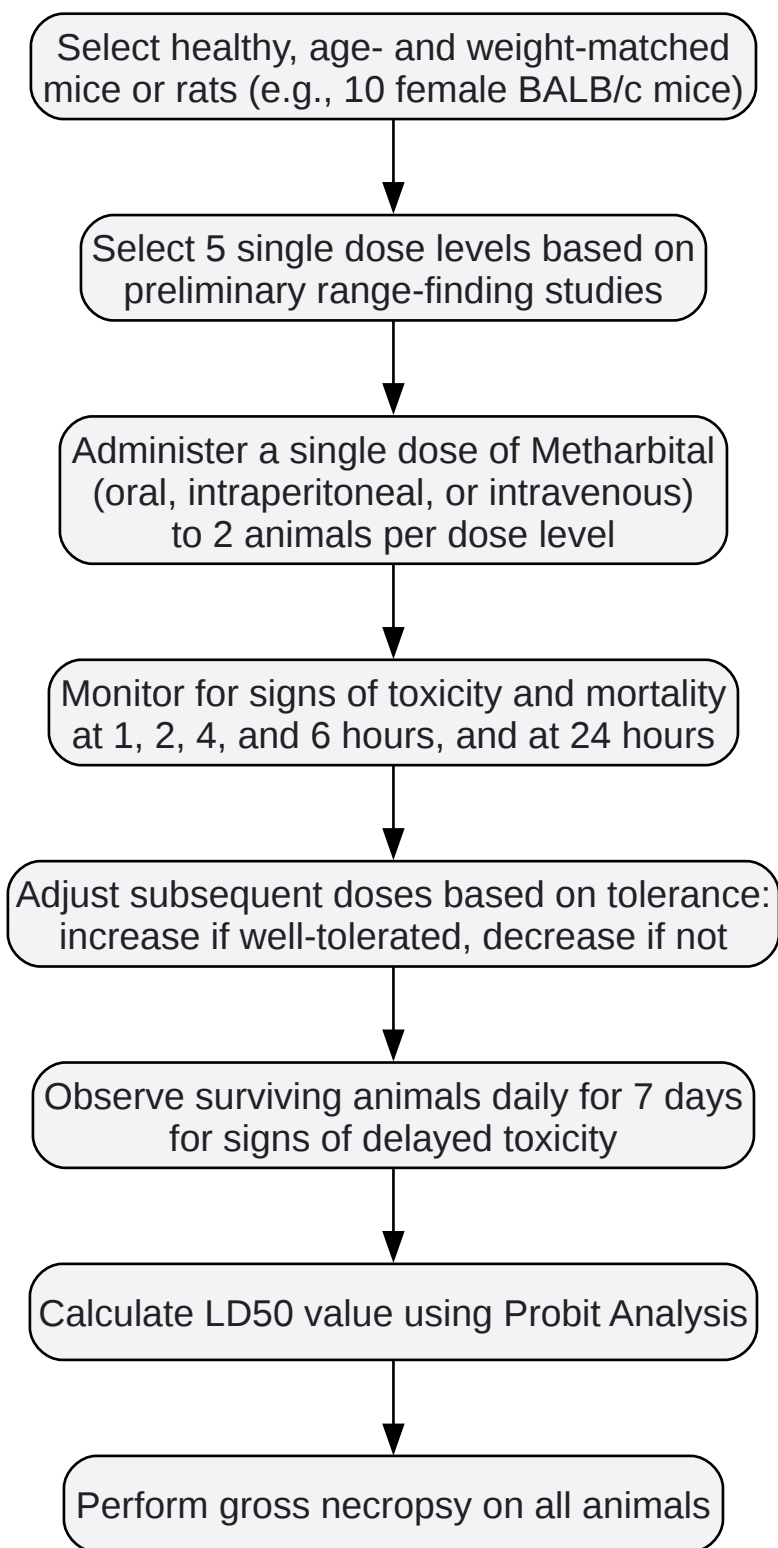 Select healthy, age- and weight-matched
mice or rats (e.g., 10 female BALB/c mice)
Select 5 single dose levels based on
preliminary range-finding studies
Administer a single dose of Metharbital
(oral, intraperitoneal, or intravenous)
to 2 animals per dose level
Monitor for signs of toxicity and mortality
at 1, 2, 4, and 6 hours, and at 24 hours
Adjust subsequent doses based on tolerance:
increase if well-tolerated, decrease if not
Observe surviving animals daily for 7 days
for signs of delayed toxicity
Calculate LD50 value using Probit Analysis
Perform gross necropsy on all animals